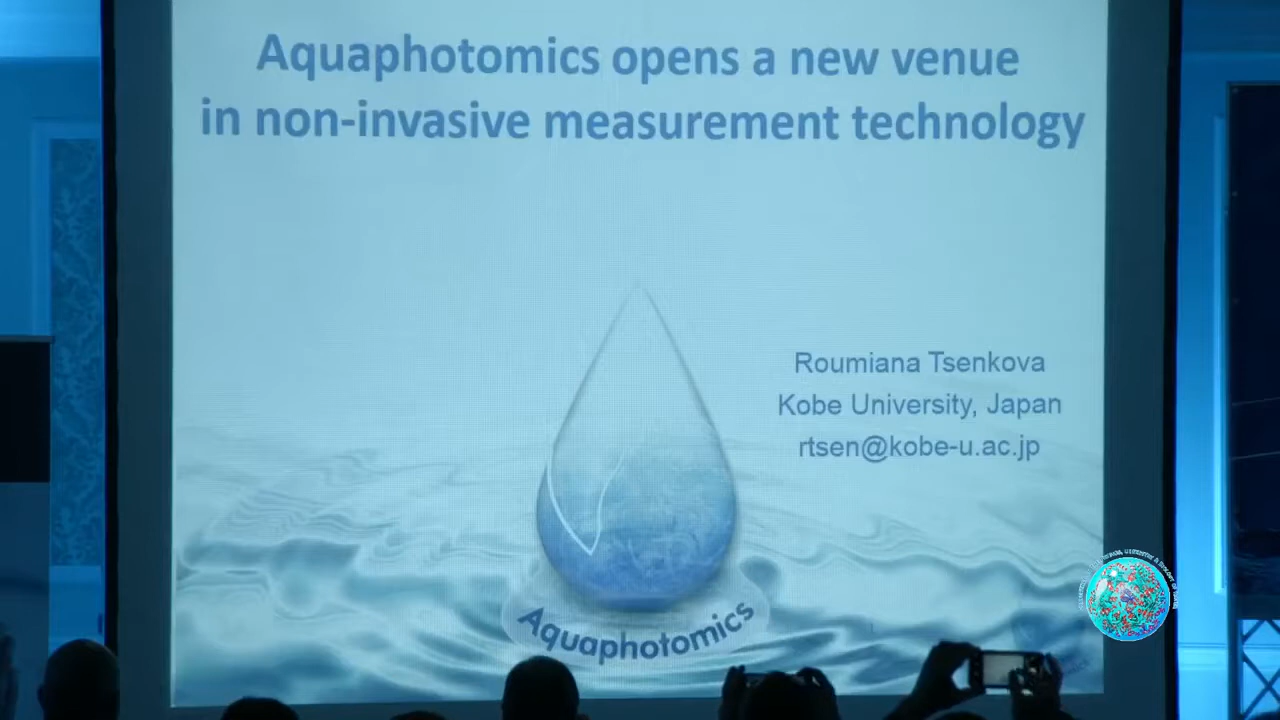 Aquaphotomics opens a new venue
in non-invasive measurement technology
Roumiana Tsenkova
Kobe University, Japan
rtsen@kobe-u.ac.jp
Aquaphotomics